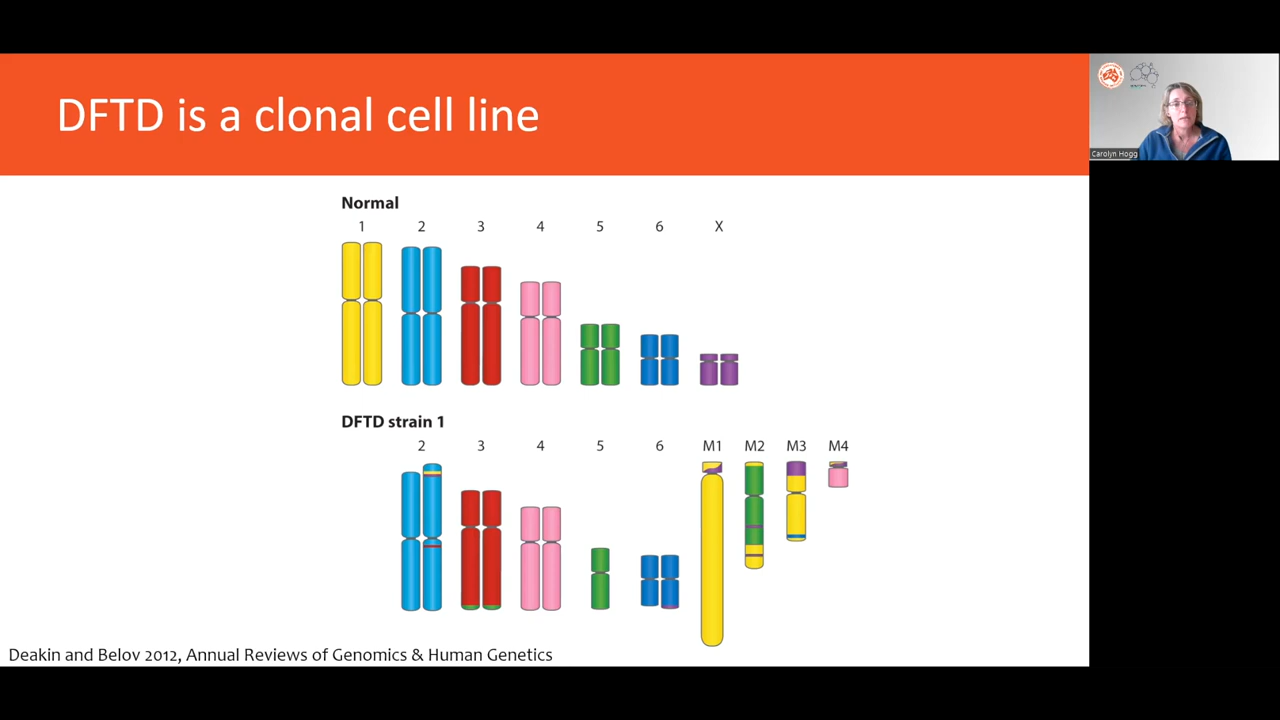 DFTD is a clonal cell line
Carolyn Hogg
Normal
1 2 3 4 5 6 X
DFTD strain 1
2 3 4 5 6 M1 M2 M3 M4
Deakin and Belov 2012, Annual Reviews of Genomics & Human Genetics